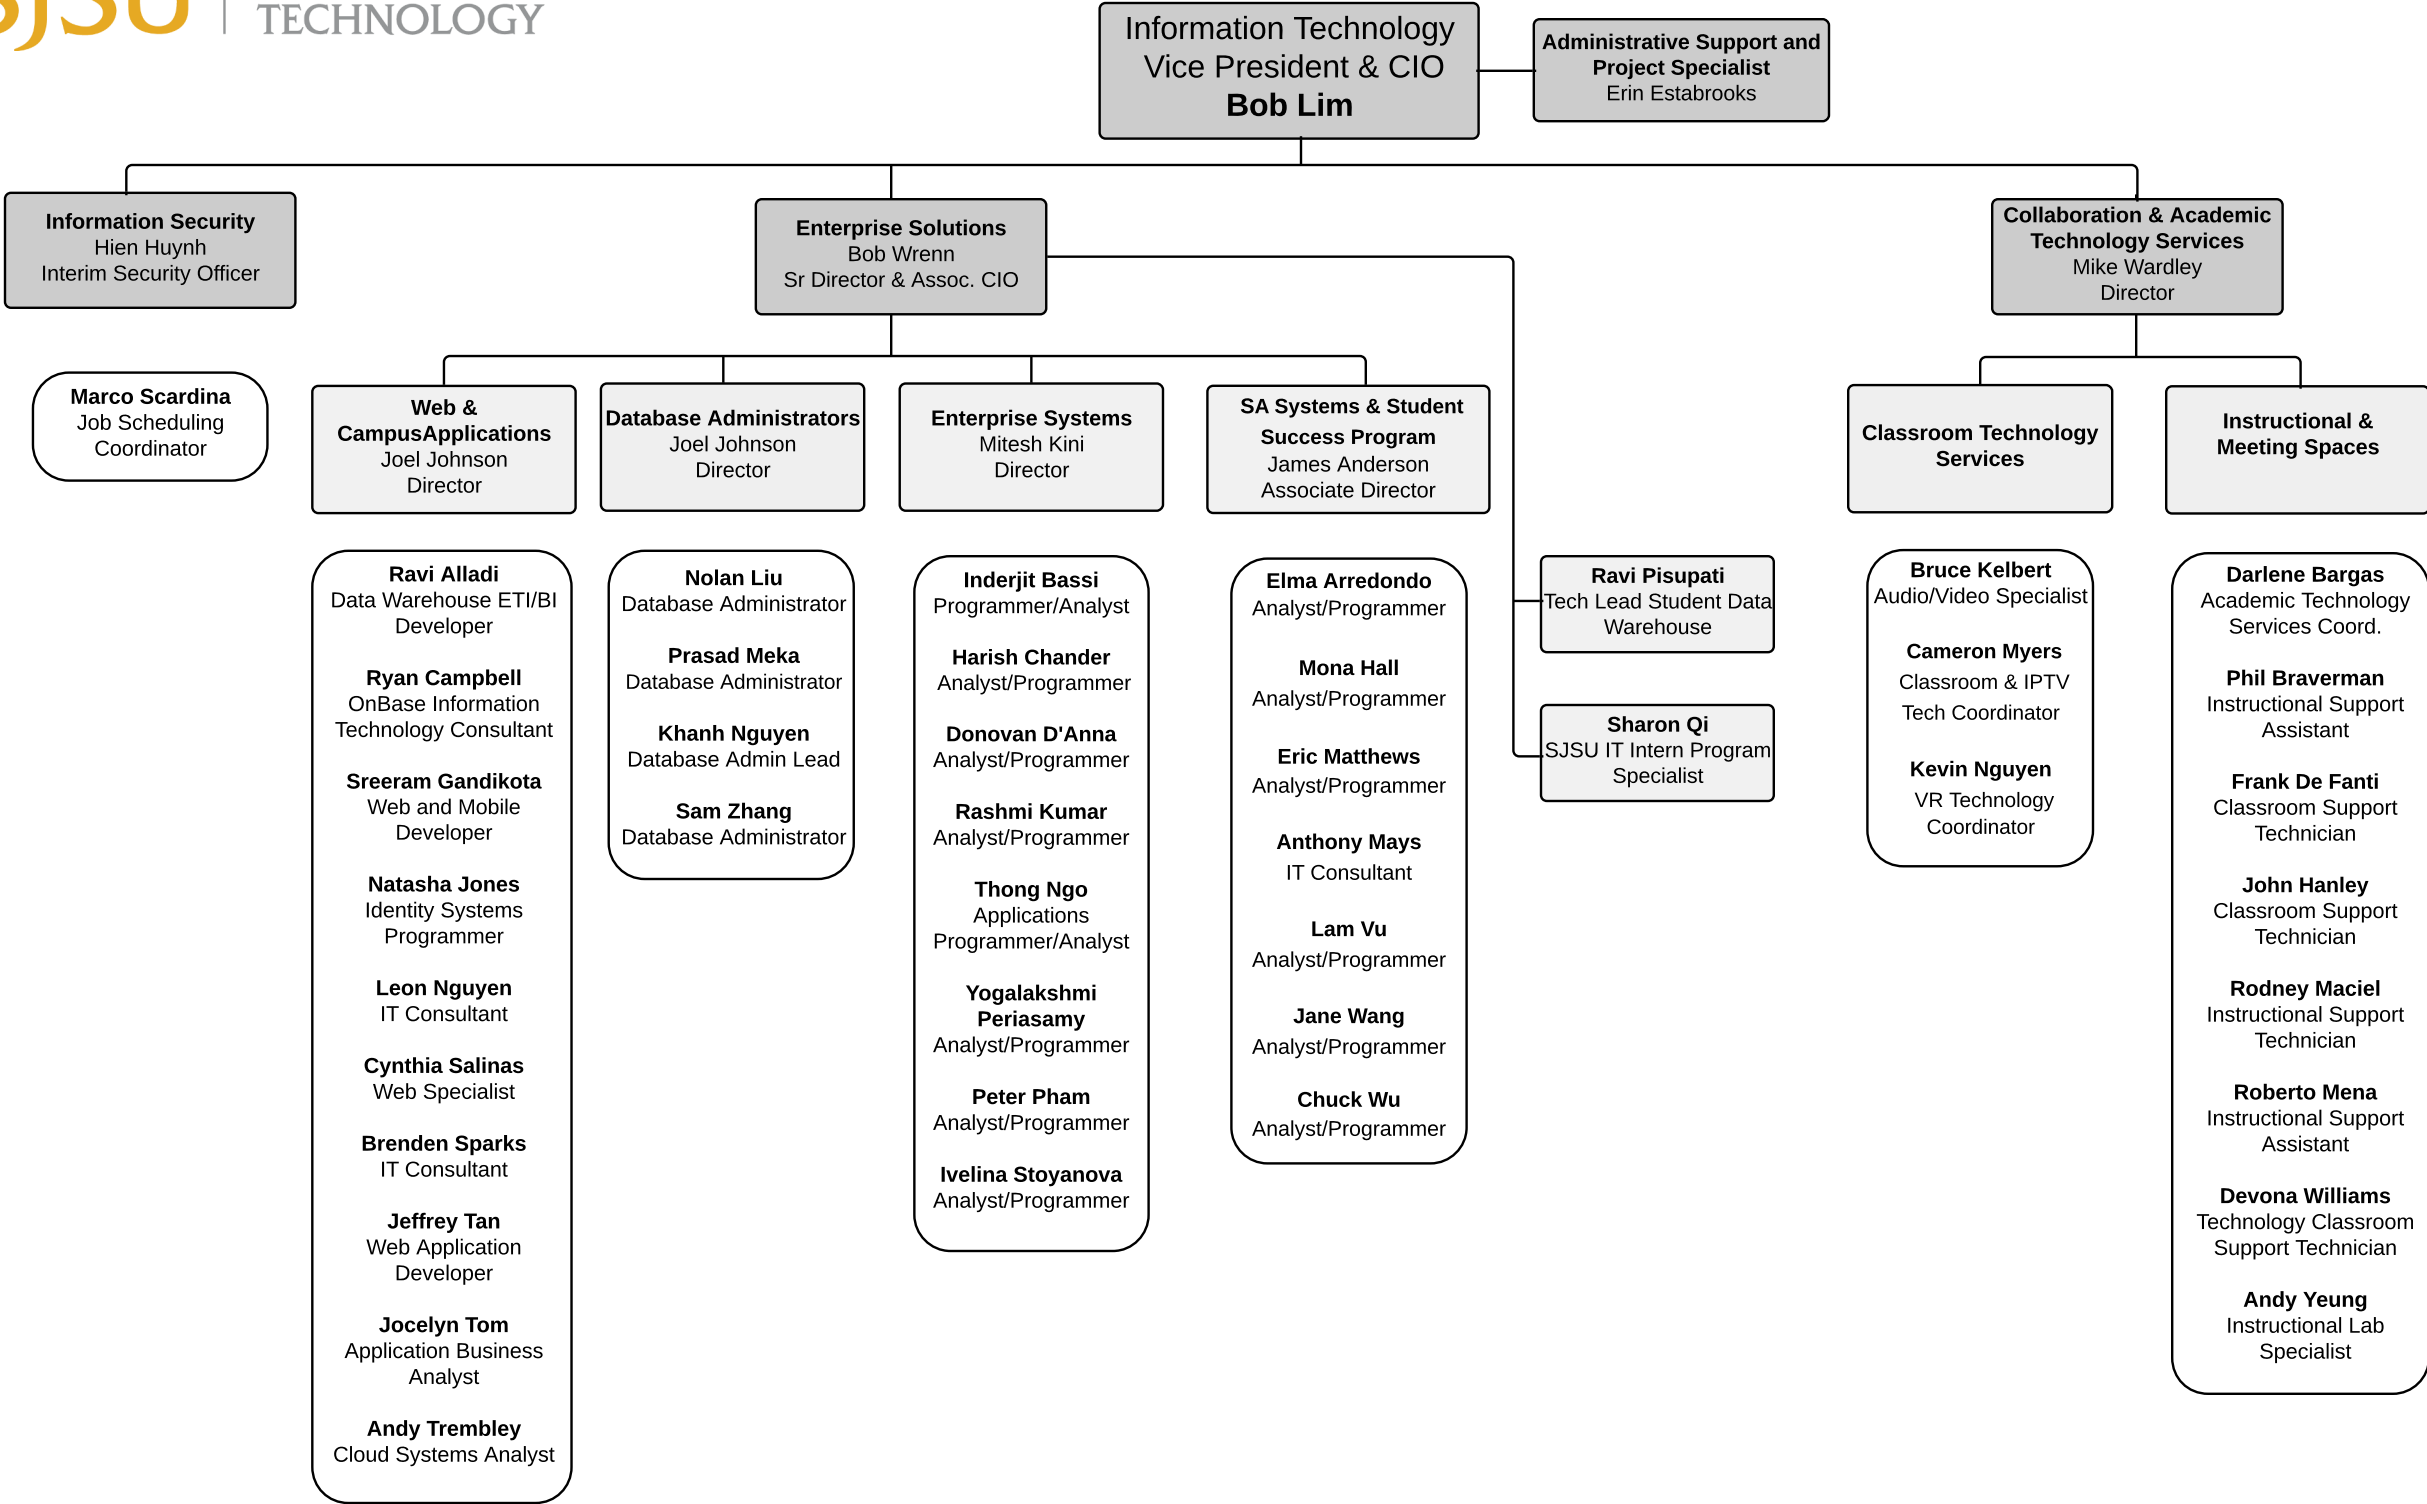 SJSU
TECHNOLOGY
Information Technology
Vice President & CIO
Bob Lim
Administrative Support and
Project Specialist
Erin Estabrooks
Information Security
Hien Huynh
Interim Security Officer
Enterprise Solutions
Bob Wrenn
Sr Director & Assoc. CIO
Collaboration & Academic
Technology Services
Mike Wardley
Director
Marco Scardina
Job Scheduling
Coordinator
Web &
CampusApplications
Joel Johnson
Director
Database Administrators
Joel Johnson
Director
Enterprise Systems
Mitesh Kini
Director
SA Systems & Student
Success Program
James Anderson
Associate Director
Classroom Technology
Services
Instructional &
Meeting Spaces
Ravi Alladi
Data Warehouse ETI/BI
Developer
Ryan Campbell
OnBase Information
Technology Consultant
Sreeram Gandikota
Web and Mobile
Developer
Natasha Jones
Identity Systems
Programmer
Leon Nguyen
IT Consultant
Cynthia Salinas
Web Specialist
Brenden Sparks
IT Consultant
Jeffrey Tan
Web Application
Developer
Jocelyn Tom
Application Business
Analyst
Andy Trembley
Cloud Systems Analyst
Nolan Liu
Database Administrator
Prasad Meka
Database Administrator
Khanh Nguyen
Database Admin Lead
Sam Zhang
Database Administrator
Inderjit Bassi
Programmer/Analyst
Harish Chander
Analyst/Programmer
Donovan D'Anna
Analyst/Programmer
Rashmi Kumar
Analyst/Programmer
Thong Ngo
Applications
Programmer/Analyst
Yogalakshmi
Periasamy
Analyst/Programmer
Peter Pham
Analyst/Programmer
Ivelina Stoyanova
Analyst/Programmer
Elma Arredondo
Analyst/Programmer
Mona Hall
Analyst/Programmer
Eric Matthews
Analyst/Programmer
Anthony Mays
IT Consultant
Lam Vu
Analyst/Programmer
Jane Wang
Analyst/Programmer
Chuck Wu
Analyst/Programmer
Ravi Pisupati
Tech Lead Student Data
Warehouse
Sharon Qi
SJSU IT Intern Program
Specialist
Bruce Kelbert
Audio/Video Specialist
Cameron Myers
Classroom & IPTV
Tech Coordinator
Kevin Nguyen
VR Technology
Coordinator
Darlene Bargas
Academic Technology
Services Coord.
Phil Braverman
Instructional Support
Assistant
Frank De Fanti
Classroom Support
Technician
John Hanley
Classroom Support
Technician
Rodney Maciel
Instructional Support
Technician
Roberto Mena
Instructional Support
Assistant
Devona Williams
Technology Classroom
Support Technician
Andy Yeung
Instructional Lab
Specialist